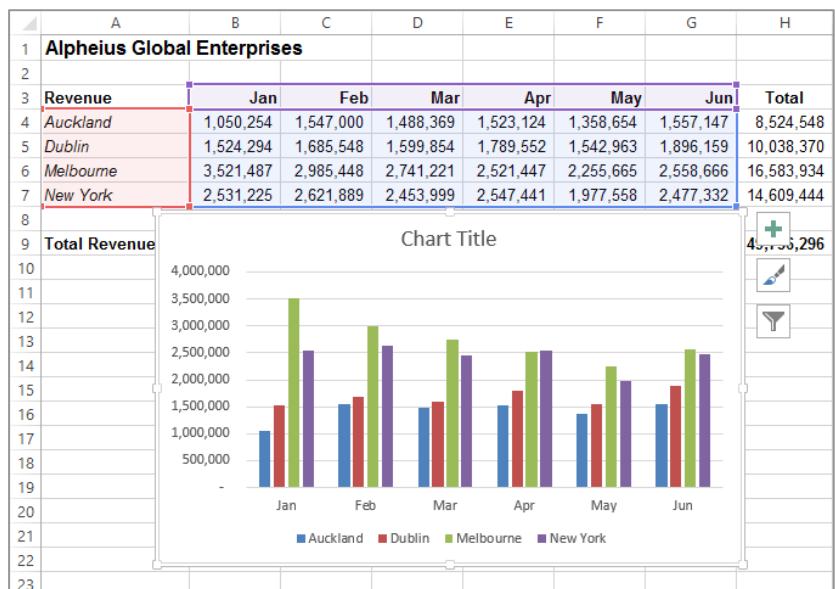 A B C D E F G H
1 Alpheius Global Enterprises
2
3 Revenue Jan Feb Mar Apr May Jun Total
4 Auckland 1,050,254 1,547,000 1,488,369 1,523,124 1,358,654 1,557,147 8,524,548
5 Dublin 1,524,294 1,685,548 1,599,854 1,789,552 1,542,963 1,896,159 10,038,370
6 Melbourne 3,521,487 2,985,448 2,741,221 2,521,447 2,255,665 2,558,666 16,583,934
7 New York 2,531,225 2,621,889 2,453,999 2,547,441 1,977,558 2,477,332 14,609,444
8
9 Total Revenue
Chart Title
10
11
12
13
14
15
16
17
18
19
20
21
22
23
4,000,000
3,500,000
3,000,000
2,500,000
2,000,000
1,500,000
1,000,000
500,000
-
Jan Feb Mar Apr May Jun
Auckland Dublin Melbourne New York